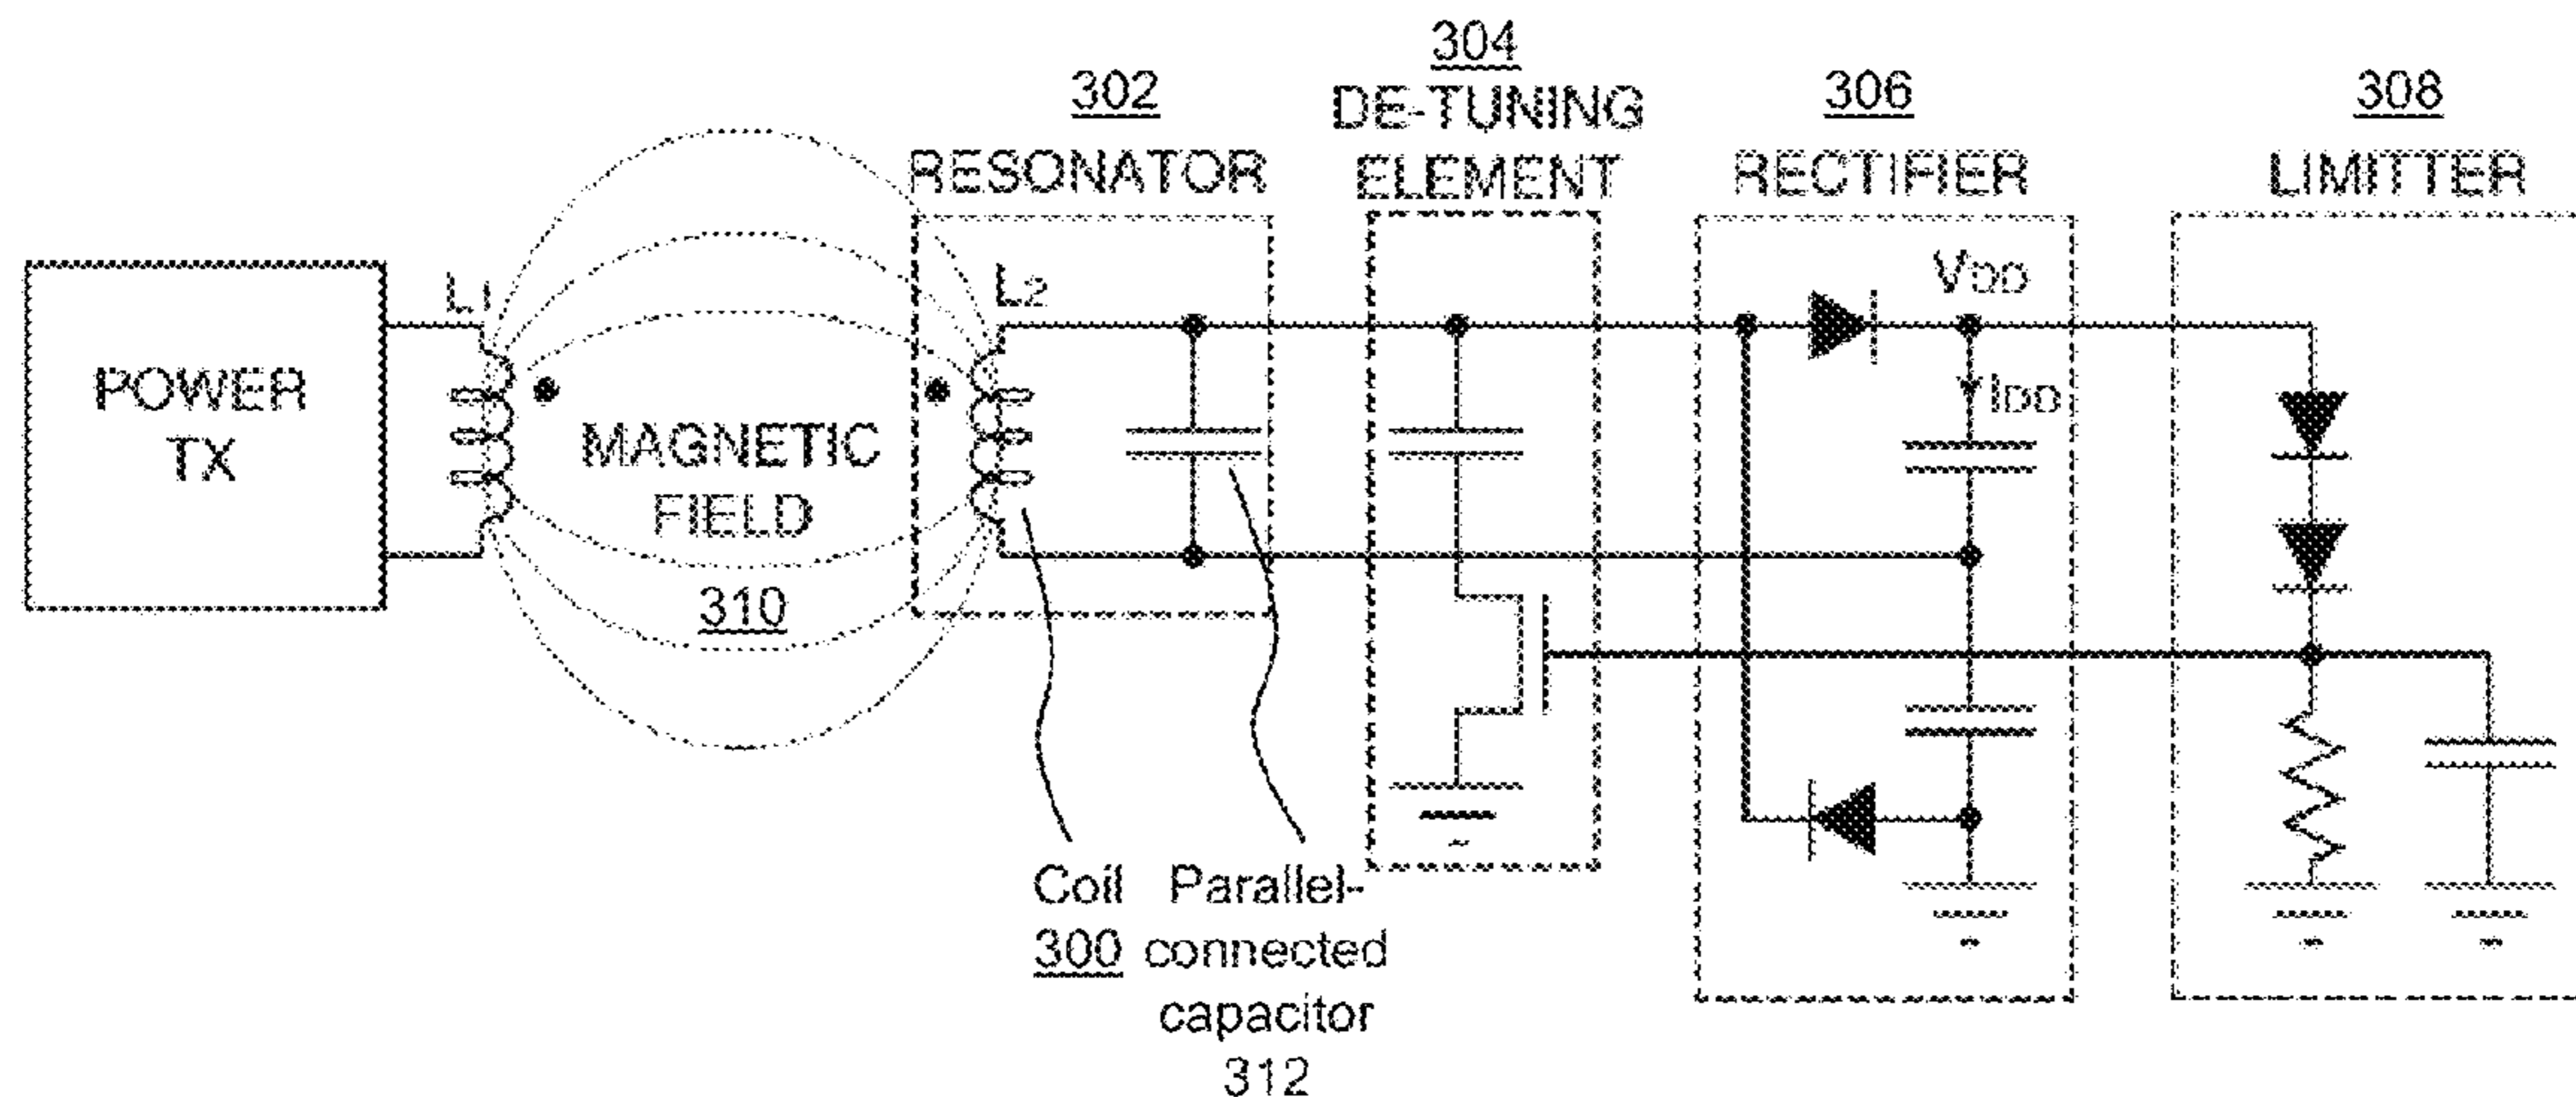 302
RESONATOR
304
DE-TUNING
ELEMENT
306
RECTIFIER
308
LIMITTER
POWER
TX
L1
MAGNETIC
FIELD
310
L2
VDD
IDD
Coil
300
Parallel-
connected
capacitor
312